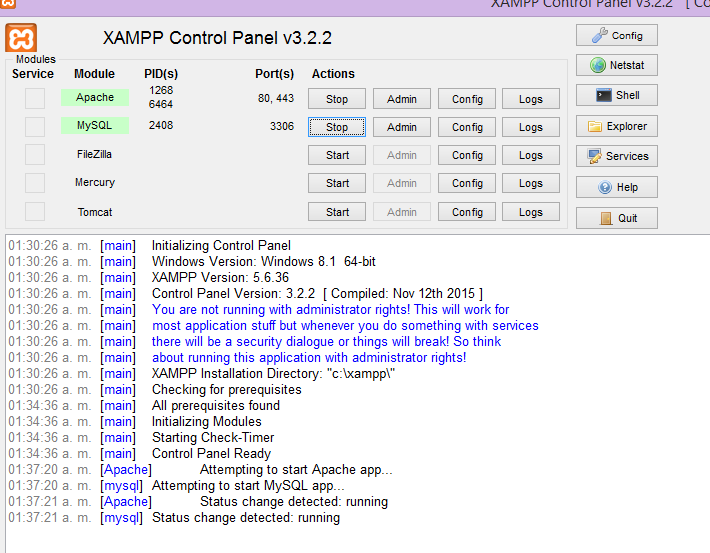 XAMPP Control Panel v3.2.2 [ Co
XAMPP Control Panel v3.2.2
Config
Modules
Service Module PID(s) Port(s) Actions
Netstat
Apache 1268 6464 80, 443 Stop Admin Config Logs
Shell
MySQL 2408 3306 Stop Admin Config Logs
Explorer
FileZilla Start Admin Config Logs
Services
Mercury Start Admin Config Logs
Help
Tomcat Start Admin Config Logs
Quit
01:30:26 a. m. [main] Initializing Control Panel
01:30:26 a. m. [main] Windows Version: Windows 8.1 64-bit
01:30:26 a. m. [main] XAMPP Version: 5.6.36
01:30:26 a. m. [main] Control Panel Version: 3.2.2 [ Compiled: Nov 12th 2015 ]
01:30:26 a. m. [main] You are not running with administrator rights! This will work for
01:30:26 a. m. [main] most application stuff but whenever you do something with services
01:30:26 a. m. [main] there will be a security dialogue or things will break! So think
01:30:26 a. m. [main] about running this application with administrator rights!
01:30:26 a. m. [main] XAMPP Installation Directory: "c:\xampp\"
01:30:26 a. m. [main] Checking for prerequisites
01:34:36 a. m. [main] All prerequisites found
01:34:36 a. m. [main] Initializing Modules
01:34:36 a. m. [main] Starting Check-Timer
01:34:36 a. m. [main] Control Panel Ready
01:37:20 a. m. [Apache] Attempting to start Apache app...
01:37:20 a. m. [mysql] Attempting to start MySQL app...
01:37:21 a. m. [Apache] Status change detected: running
01:37:21 a. m. [mysql] Status change detected: running